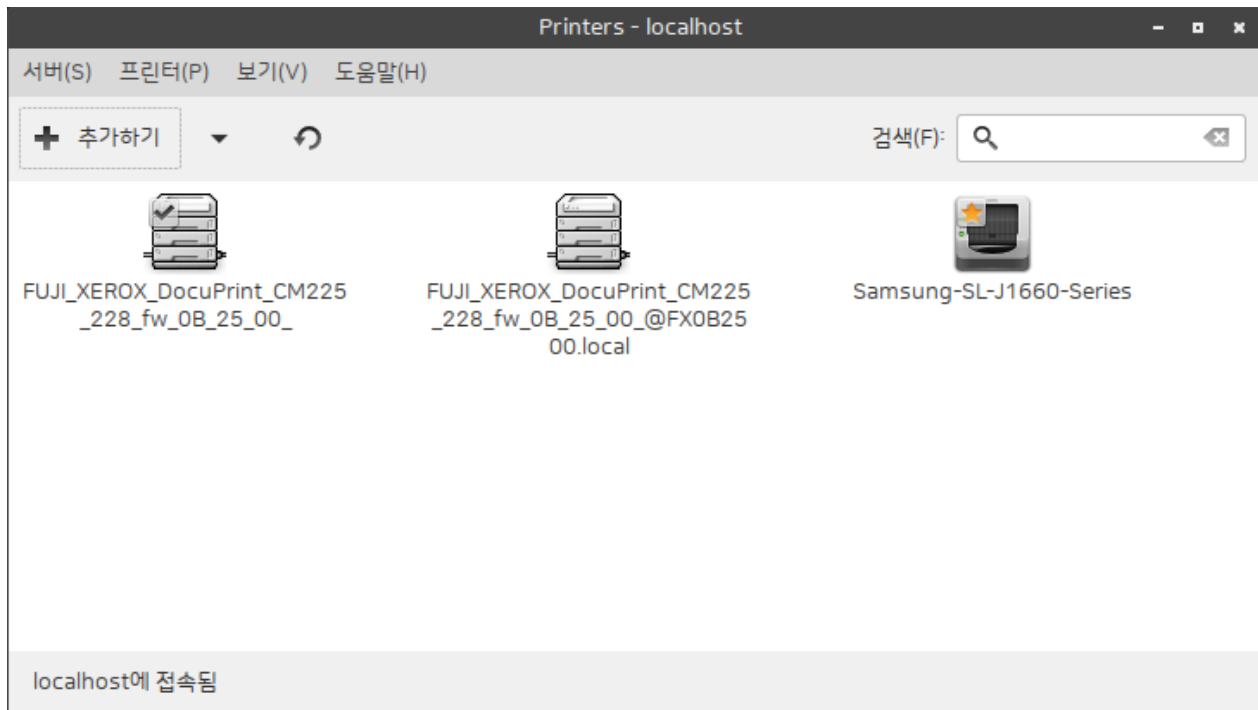 Printers - localhost
서버(S) 프린터(P) 보기(V) 도움말(H)
추가하기 검색(F):
FUJI_XEROX_DocuPrint_CM225
_228_fw_0B_25_00_
FUJI_XEROX_DocuPrint_CM225
_228_fw_0B_25_00_@FX0B25
00.local
Samsung-SL-J1660-Series
localhost에 접속됨